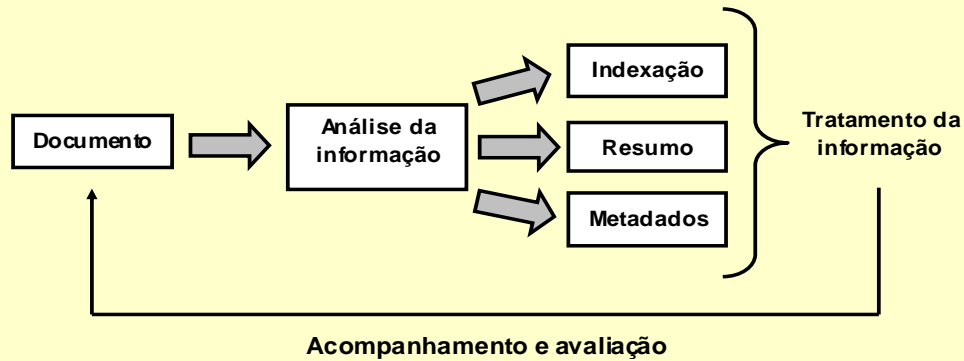 Documento
Análise da
informação
Indexação
Resumo
Metadados
Tratamento da
informação
Acompanhamento e avaliação